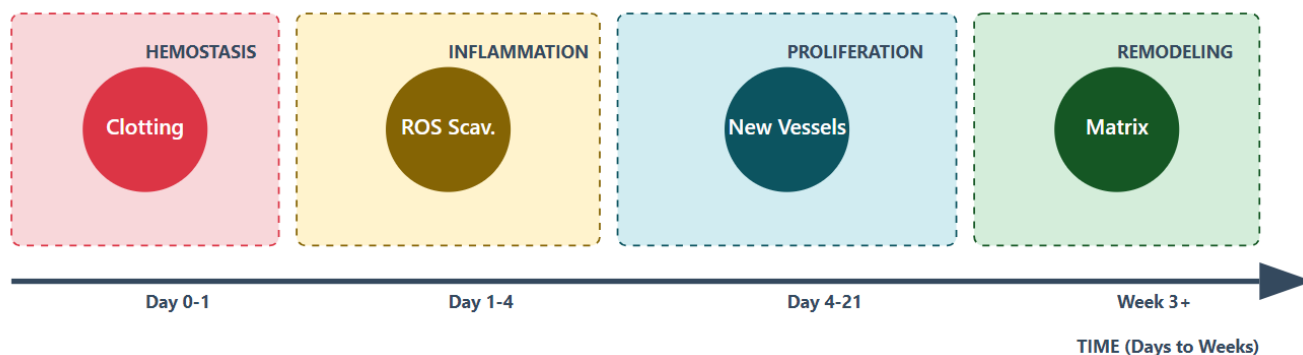 HEMOSTASIS
Clotting
INFLAMMATION
ROS Scav.
PROLIFERATION
New Vessels
REMODELING
Matrix
Day 0-1
Day 1-4
Day 4-21
Week 3+
TIME (Days to Weeks)